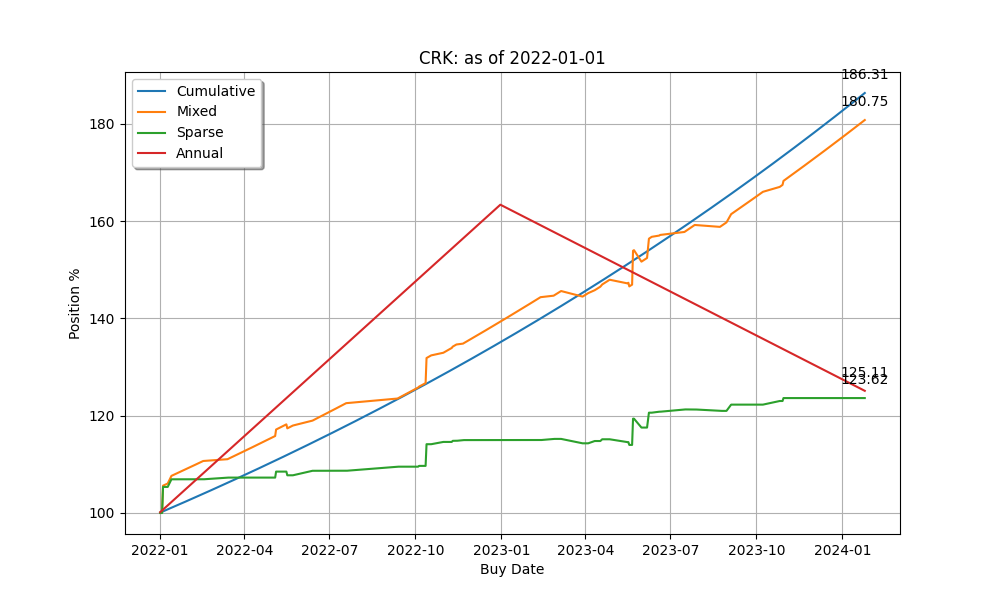 CRK: as of 2022-01-01
Cumulative
Mixed
Sparse
Annual
186.31
180.75
125.11
123.62
180
160
140
120
100
Position %
2022-01 2022-04 2022-07 2022-10 2023-01 2023-04 2023-07 2023-10 2024-01
Buy Date